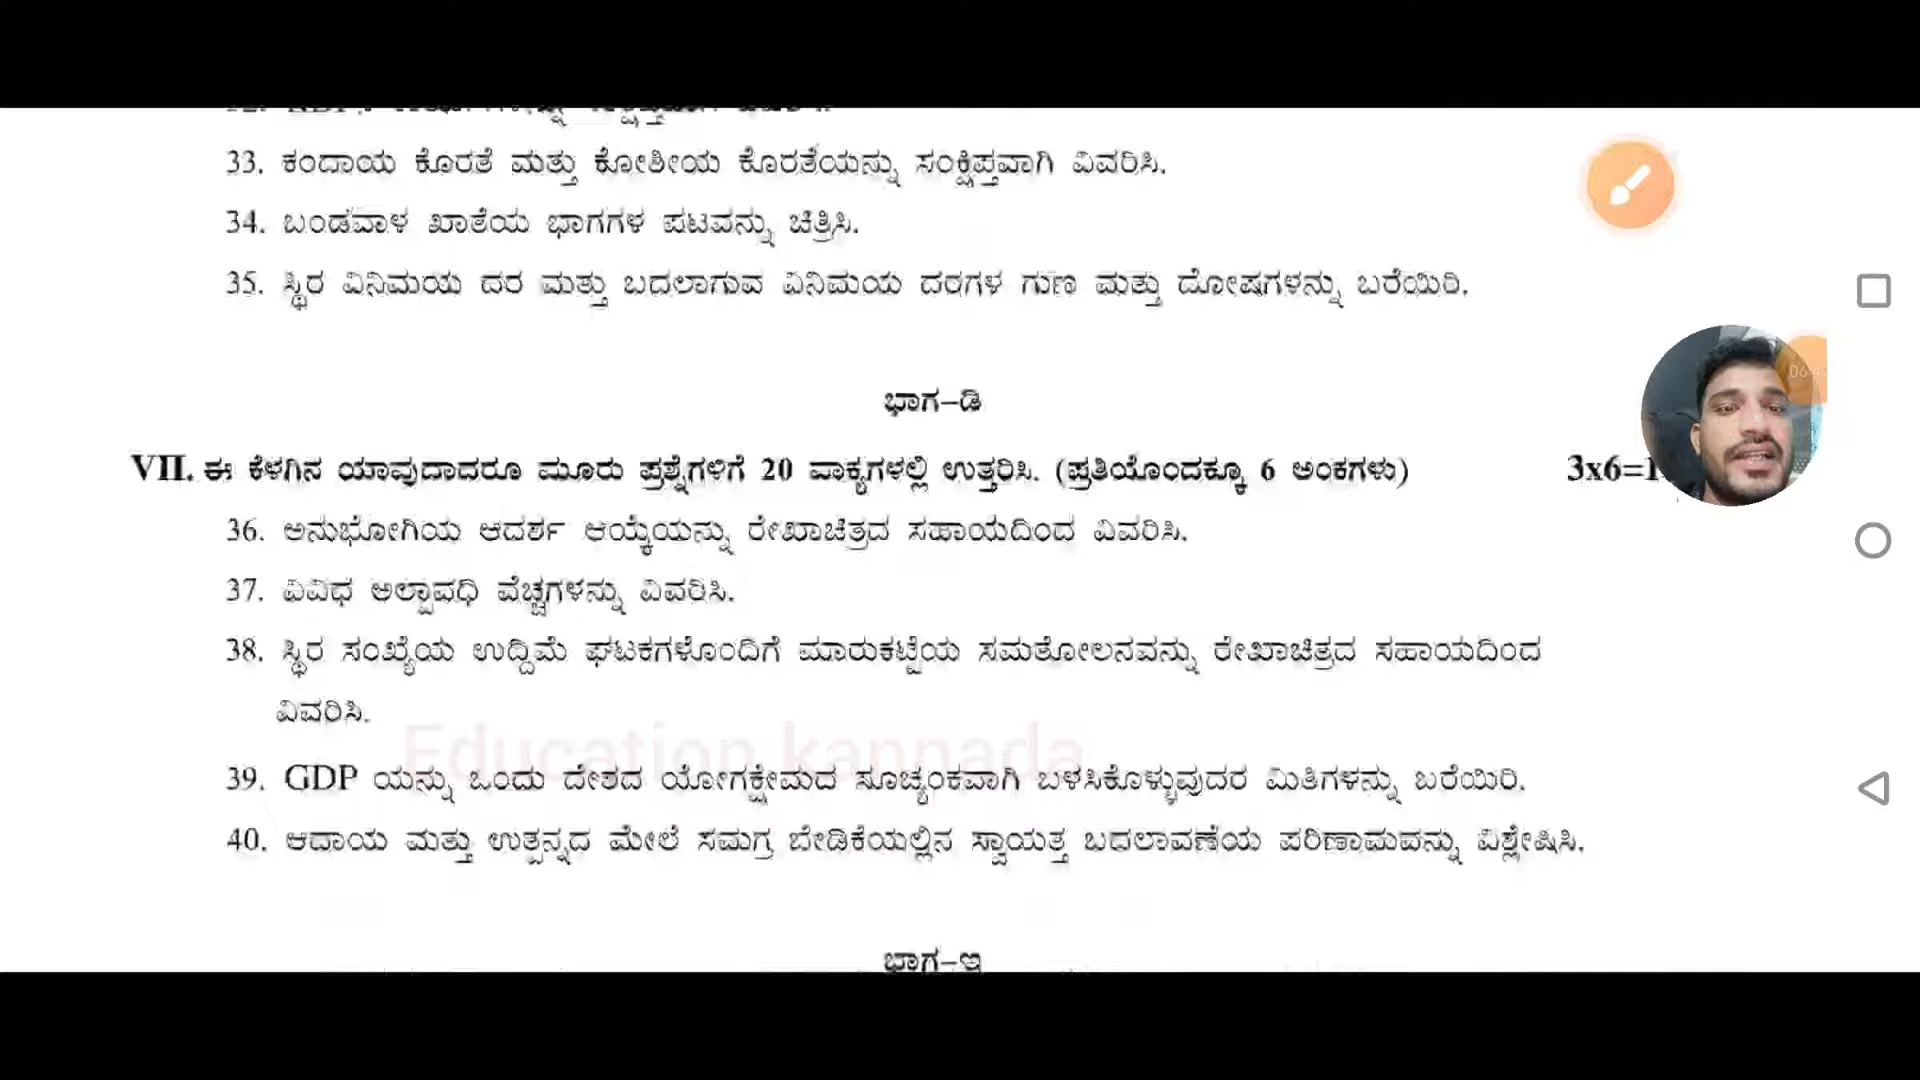 33. ಕಂದಾಯ ಕೊರತೆ ಮತ್ತು ಕೋಶೀಯ ಕೊರತೆಯನ್ನು ಸಂಕ್ಷಿಪ್ತವಾಗಿ ವಿವರಿಸಿ.
34. ಬಂಡವಾಳ ಖಾತೆಯ ಭಾಗಗಳ ಪಟವನ್ನು ಚಿತ್ರಿಸಿ.
35. ಸ್ಥಿರ ವಿನಿಮಯ ದರ ಮತ್ತು ಬದಲಾಗುವ ವಿನಿಮಯ ದರಗಳ ಗುಣ ಮತ್ತು ದೋಷಗಳನ್ನು ಬರೆಯಿರಿ.
ಭಾಗ–ಡಿ
VII. ಈ ಕೆಳಗಿನ ಯಾವುದಾದರೂ ಮೂರು ಪ್ರಶ್ನೆಗಳಿಗೆ 20 ವಾಕ್ಯಗಳಲ್ಲಿ ಉತ್ತರಿಸಿ. (ಪ್ರತಿಯೊಂದಕ್ಕೂ 6 ಅಂಕಗಳು) 3x6=1
36. ಅನುಭೋಗಿಯ ಆದರ್ಶ ಆಯ್ಕೆಯನ್ನು ರೇಖಾಚಿತ್ರದ ಸಹಾಯದಿಂದ ವಿವರಿಸಿ.
37. ವಿವಿಧ ಅಲ್ಪಾವಧಿ ವೆಚ್ಚಗಳನ್ನು ವಿವರಿಸಿ.
38. ಸ್ಥಿರ ಸಂಖ್ಯೆಯ ಉದ್ದಿಮೆ ಘಟಕಗಳೊಂದಿಗೆ ಮಾರುಕಟ್ಟೆಯ ಸಮತೋಲನವನ್ನು ರೇಖಾಚಿತ್ರದ ಸಹಾಯದಿಂದ
ವಿವರಿಸಿ.
Education kannada
39. GDP ಯನ್ನು ಒಂದು ದೇಶದ ಯೋಗಕ್ಷೇಮದ ಸೂಚ್ಯಂಕವಾಗಿ ಬಳಸಿಕೊಳ್ಳುವುದರ ಮಿತಿಗಳನ್ನು ಬರೆಯಿರಿ.
40. ಆದಾಯ ಮತ್ತು ಉತ್ಪನ್ನದ ಮೇಲೆ ಸಮಗ್ರ ಬೇಡಿಕೆಯಲ್ಲಿನ ಸ್ವಾಯತ್ತ ಬದಲಾವಣೆಯ ಪರಿಣಾಮವನ್ನು ವಿಶ್ಲೇಷಿಸಿ.
ಭಾಗ–ಇ